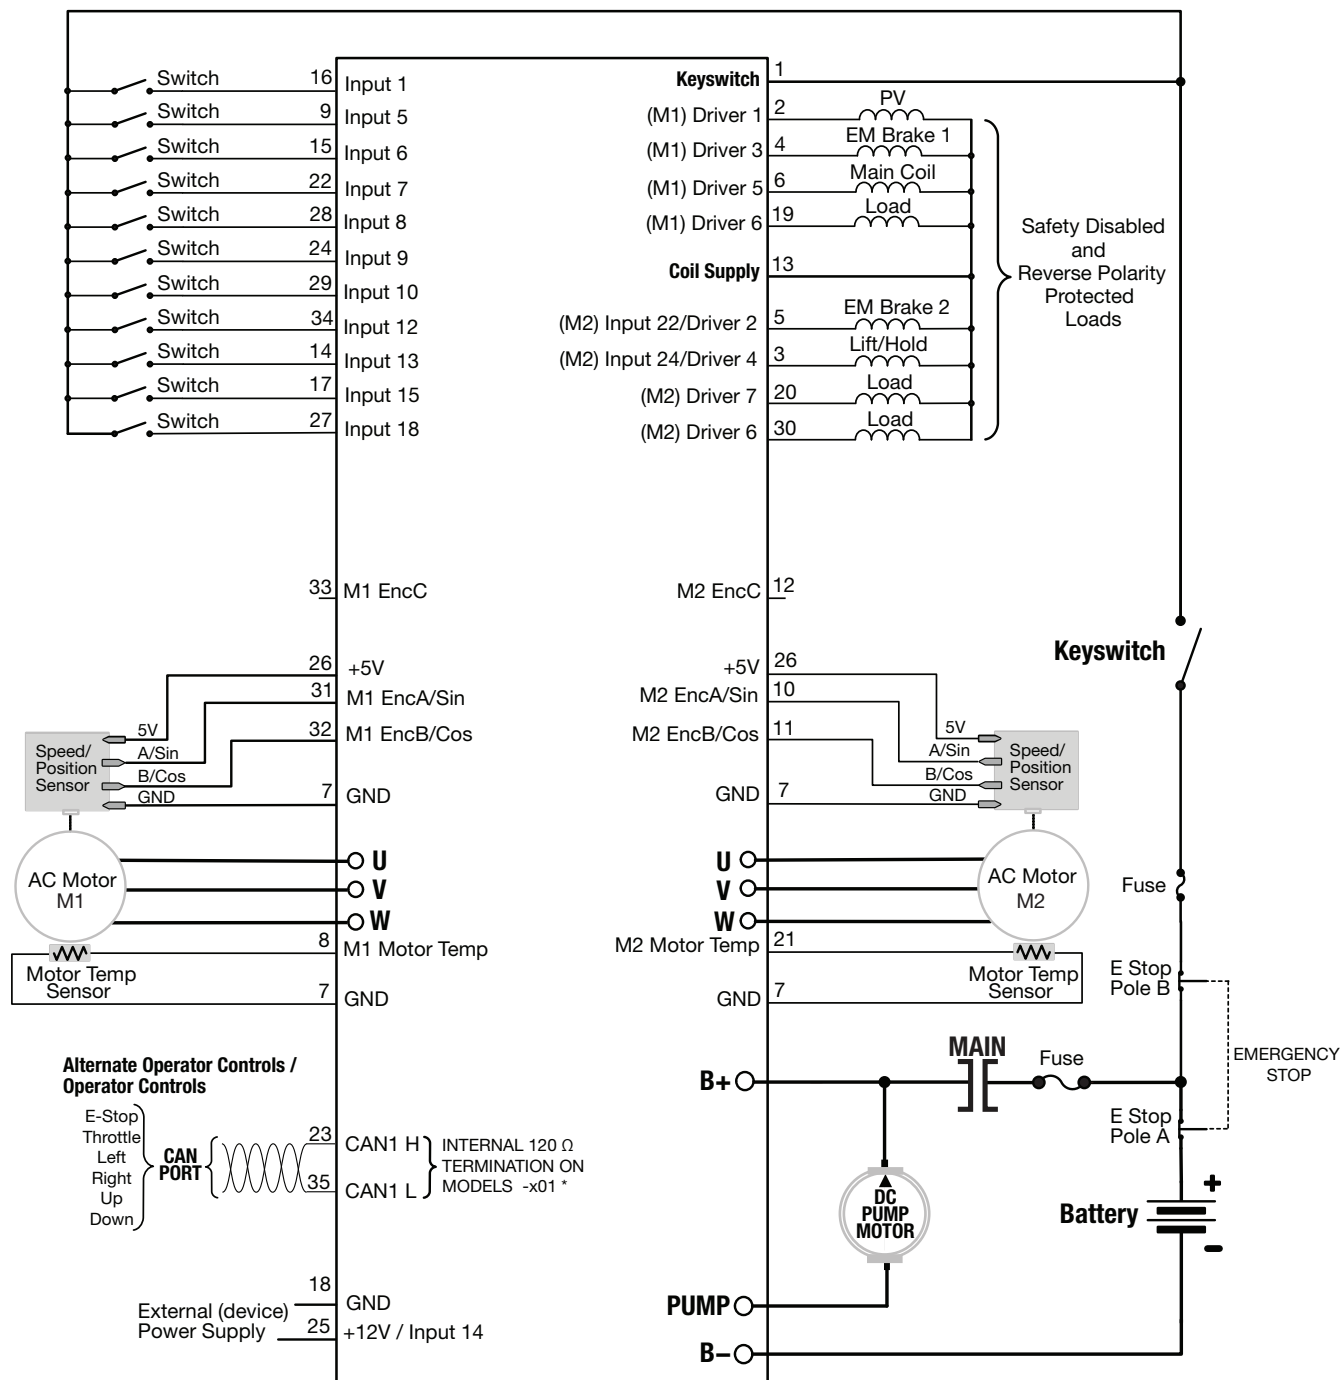 Switch 16 Input 1
Switch 9 Input 5
Switch 15 Input 6
Switch 22 Input 7
Switch 28 Input 8
Switch 24 Input 9
Switch 29 Input 10
Switch 34 Input 12
Switch 14 Input 13
Switch 17 Input 15
Switch 27 Input 18
Keyswitch 1
(M1) Driver 1 2 PV
(M1) Driver 3 4 EM Brake 1
(M1) Driver 5 6 Main Coil
(M1) Driver 6 19 Load
Coil Supply 13
(M2) Input 22/Driver 2 5 EM Brake 2
(M2) Input 24/Driver 4 3 Lift/Hold
(M2) Driver 7 20 Load
(M2) Driver 6 30 Load
Safety Disabled
and
Reverse Polarity
Protected
Loads
33 M1 EncC
M2 EncC 12
26 +5V
31 M1 EncA/Sin
32 M1 EncB/Cos
7 GND
5V
A/Sin
B/Cos
GND
Speed/
Position
Sensor
AC Motor
M1
U
V
W
8 M1 Motor Temp
Motor Temp
Sensor
7 GND
+5V 26
M2 EncA/Sin 10
M2 EncB/Cos 11
GND 7
5V
A/Sin
B/Cos
GND
Speed/
Position
Sensor
AC Motor
M2
U
V
W
M2 Motor Temp 21
Motor Temp
Sensor
GND 7
Keyswitch
Fuse
E Stop
Pole B
EMERGENCY
STOP
E Stop
Pole A
B+
MAIN
Fuse
Battery
+
−
DC
PUMP
MOTOR
PUMP
B−
Alternate Operator Controls /
Operator Controls
E-Stop
Throttle
Left
Right
Up
Down
CAN
PORT
23 CAN1 H
35 CAN1 L
INTERNAL 120 Ω
TERMINATION ON
MODELS -x01 *
External (device)
Power Supply
18 GND
25 +12V / Input 14